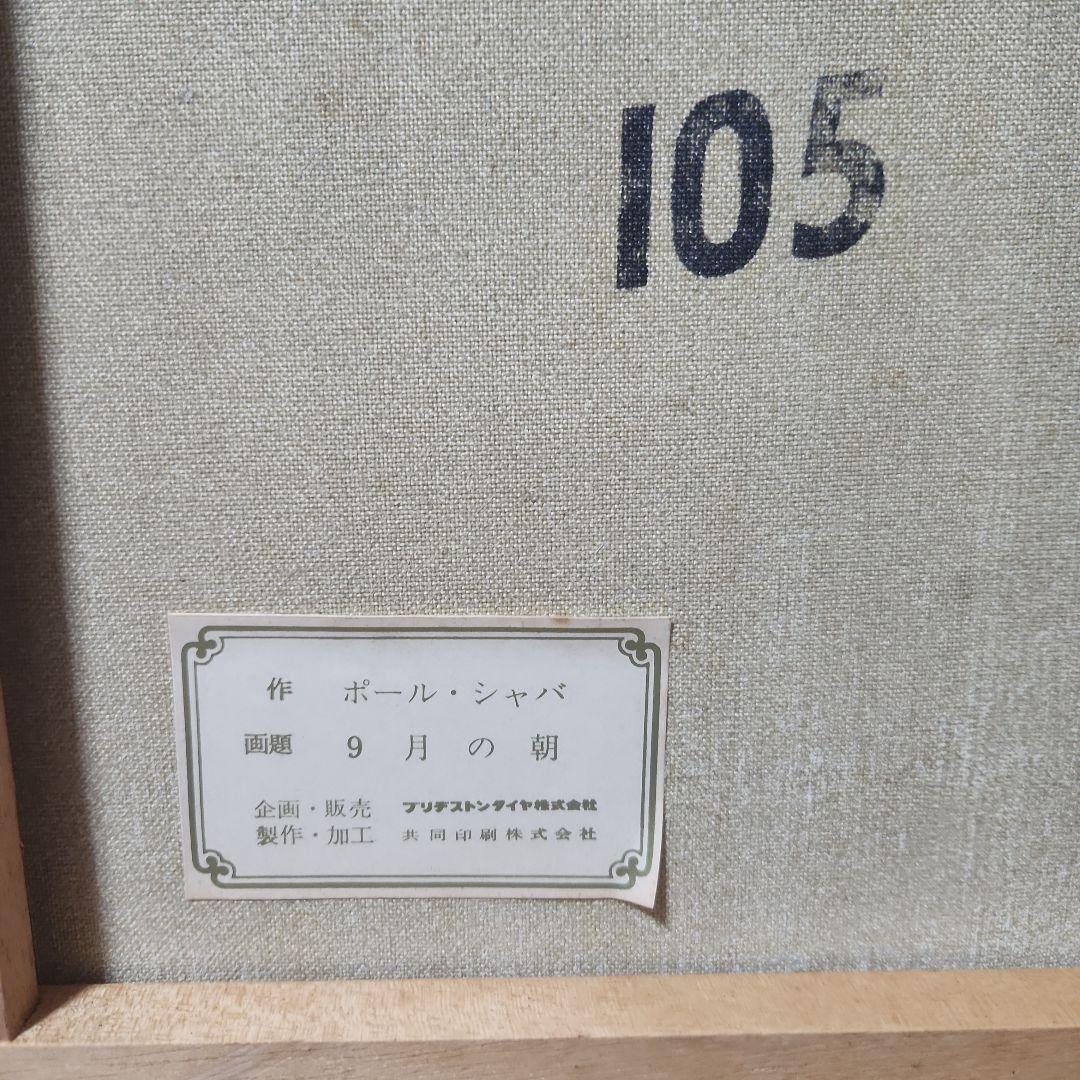 105
作 ポール・シャバ
画題 9月の朝
企画・販売 ブリヂストンタイヤ株式会社
製作・加工 共同印刷株式会社